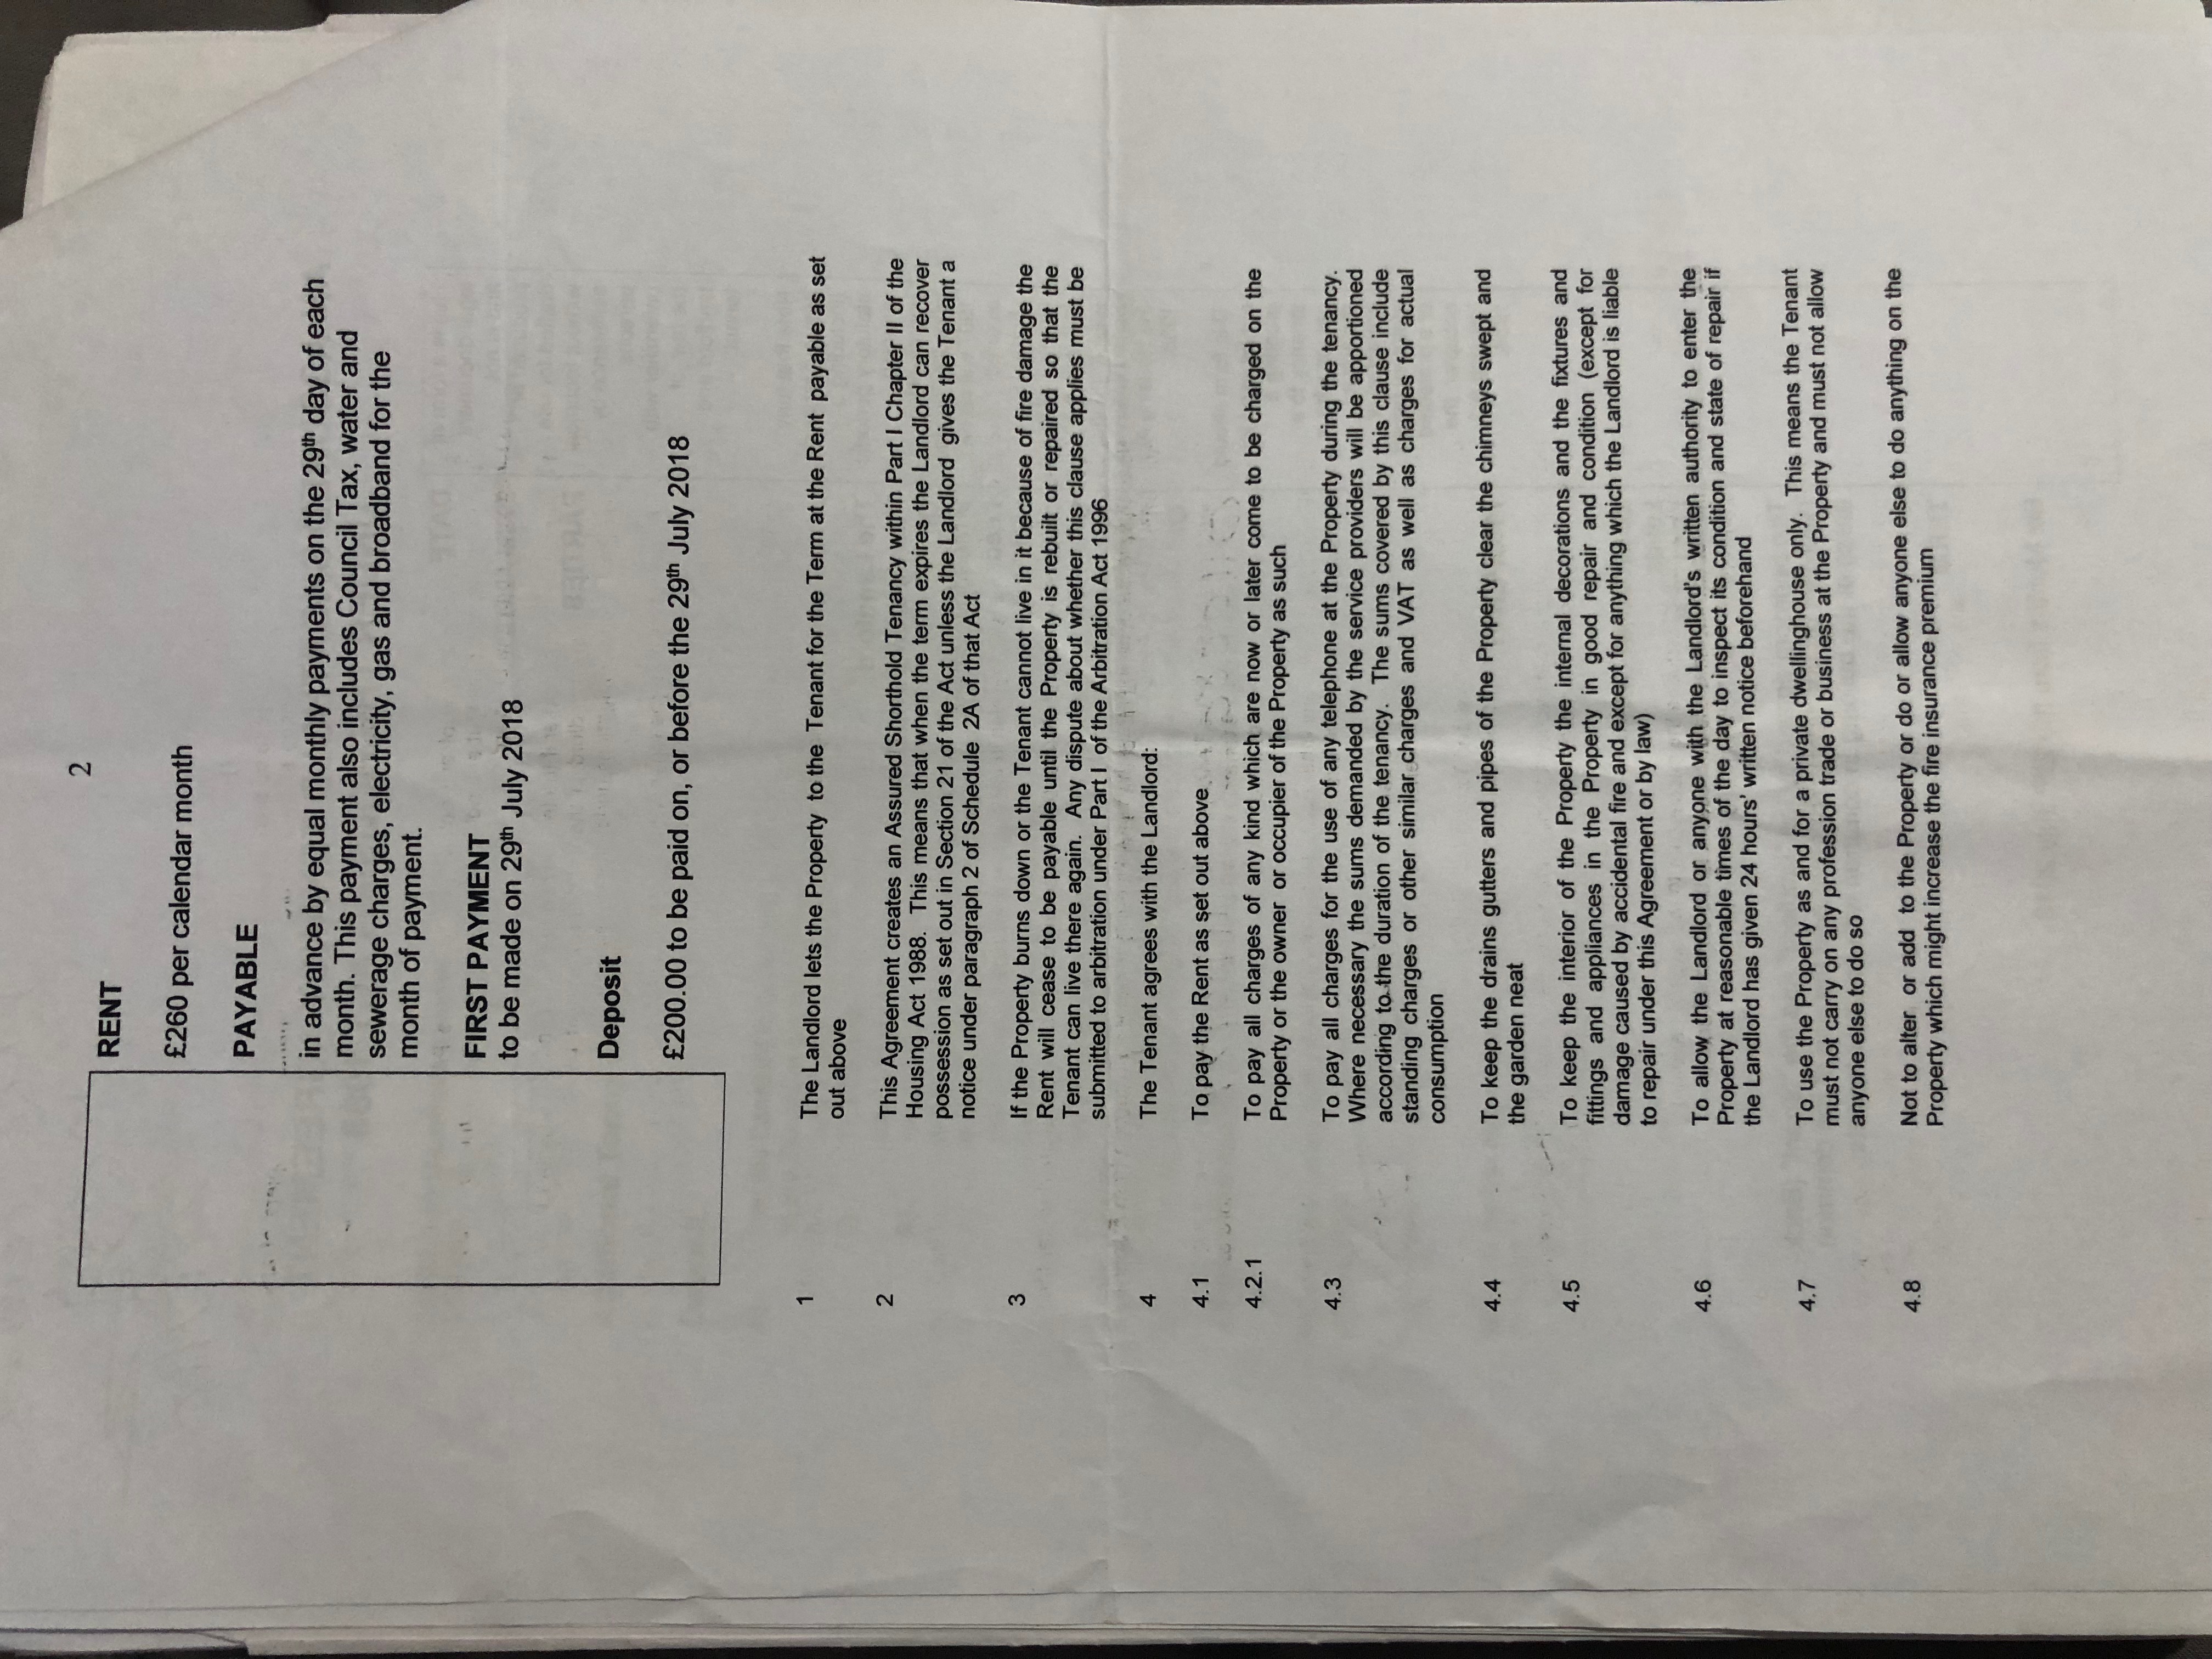 2
RENT
£260 per calendar month
PAYABLE
in advance by equal monthly payments on the 29th day of each
month. This payment also includes Council Tax, water and
sewerage charges, electricity, gas and broadband for the
month of payment.
FIRST PAYMENT
to be made on 29th July 2018
Deposit
£200.00 to be paid on, or before the 29th July 2018
1 The Landlord lets the Property to the Tenant for the Term at the Rent payable as set
out above
2 This Agreement creates an Assured Shorthold Tenancy within Part I Chapter II of the
Housing Act 1988. This means that when the term expires the Landlord can recover
possession as set out in Section 21 of the Act unless the Landlord gives the Tenant a
notice under paragraph 2 of Schedule 2A of that Act
3 If the Property burns down or the Tenant cannot live in it because of fire damage the
Rent will cease to be payable until the Property is rebuilt or repaired so that the
Tenant can live there again. Any dispute about whether this clause applies must be
submitted to arbitration under Part I of the Arbitration Act 1996
4 The Tenant agrees with the Landlord:
4.1 To pay the Rent as set out above
4.2.1 To pay all charges of any kind which are now or later come to be charged on the
Property or the owner or occupier of the Property as such
4.3 To pay all charges for the use of any telephone at the Property during the tenancy.
Where necessary the sums demanded by the service providers will be apportioned
according to the duration of the tenancy. The sums covered by this clause include
standing charges or other similar charges and VAT as well as charges for actual
consumption
4.4 To keep the drains gutters and pipes of the Property clear the chimneys swept and
the garden neat
4.5 To keep the interior of the Property the internal decorations and the fixtures and
fittings and appliances in the Property in good repair and condition (except for
damage caused by accidental fire and except for anything which the Landlord is liable
to repair under this Agreement or by law)
4.6 To allow the Landlord or anyone with the Landlord's written authority to enter the
Property at reasonable times of the day to inspect its condition and state of repair if
the Landlord has given 24 hours' written notice beforehand
4.7 To use the Property as and for a private dwellinghouse only. This means the Tenant
must not carry on any profession trade or business at the Property and must not allow
anyone else to do so
4.8 Not to alter or add to the Property or do or allow anyone else to do anything on the
Property which might increase the fire insurance premium